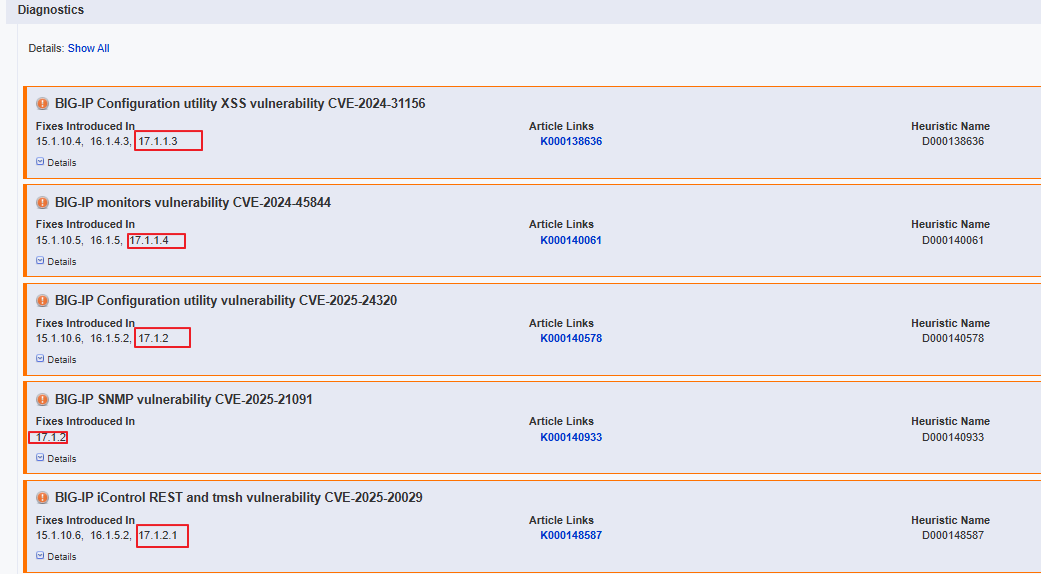 Diagnostics
Details: Show All
BIG-IP Configuration utility XSS vulnerability CVE-2024-31156
Fixes Introduced In Article Links Heuristic Name
15.1.10.4, 16.1.4.3, 17.1.1.3 K000138636 D000138636
Details
BIG-IP monitors vulnerability CVE-2024-45844
Fixes Introduced In Article Links Heuristic Name
15.1.10.5, 16.1.5, 17.1.1.4 K000140061 D000140061
Details
BIG-IP Configuration utility vulnerability CVE-2025-24320
Fixes Introduced In Article Links Heuristic Name
15.1.10.6, 16.1.5.2, 17.1.2 K000140578 D000140578
Details
BIG-IP SNMP vulnerability CVE-2025-21091
Fixes Introduced In Article Links Heuristic Name
17.1.2 K000140933 D000140933
Details
BIG-IP iControl REST and tmsh vulnerability CVE-2025-20029
Fixes Introduced In Article Links Heuristic Name
15.1.10.6, 16.1.5.2, 17.1.2.1 K000148587 D000148587
Details